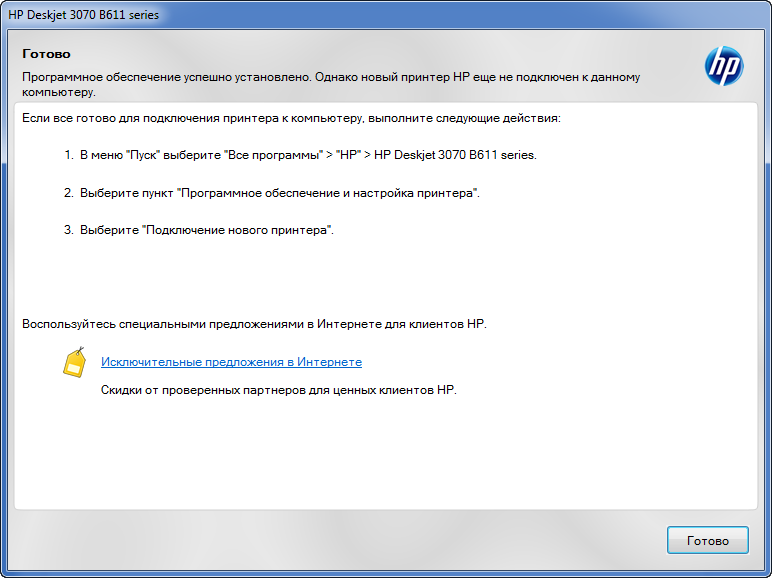 HP Deskjet 3070 B611 series
Готово
Программное обеспечение успешно установлено. Однако новый принтер HP еще не подключен к данному
компьютеру.
hp
Если все готово для подключения принтера к компьютеру, выполните следующие действия:
1. В меню "Пуск" выберите "Все программы" > "HP" > HP Deskjet 3070 B611 series.
2. Выберите пункт "Программное обеспечение и настройка принтера".
3. Выберите "Подключение нового принтера".
Воспользуйтесь специальными предложениями в Интернете для клиентов HP.
Исключительные предложения в Интернете
Скидки от проверенных партнеров для ценных клиентов HP.
Готово